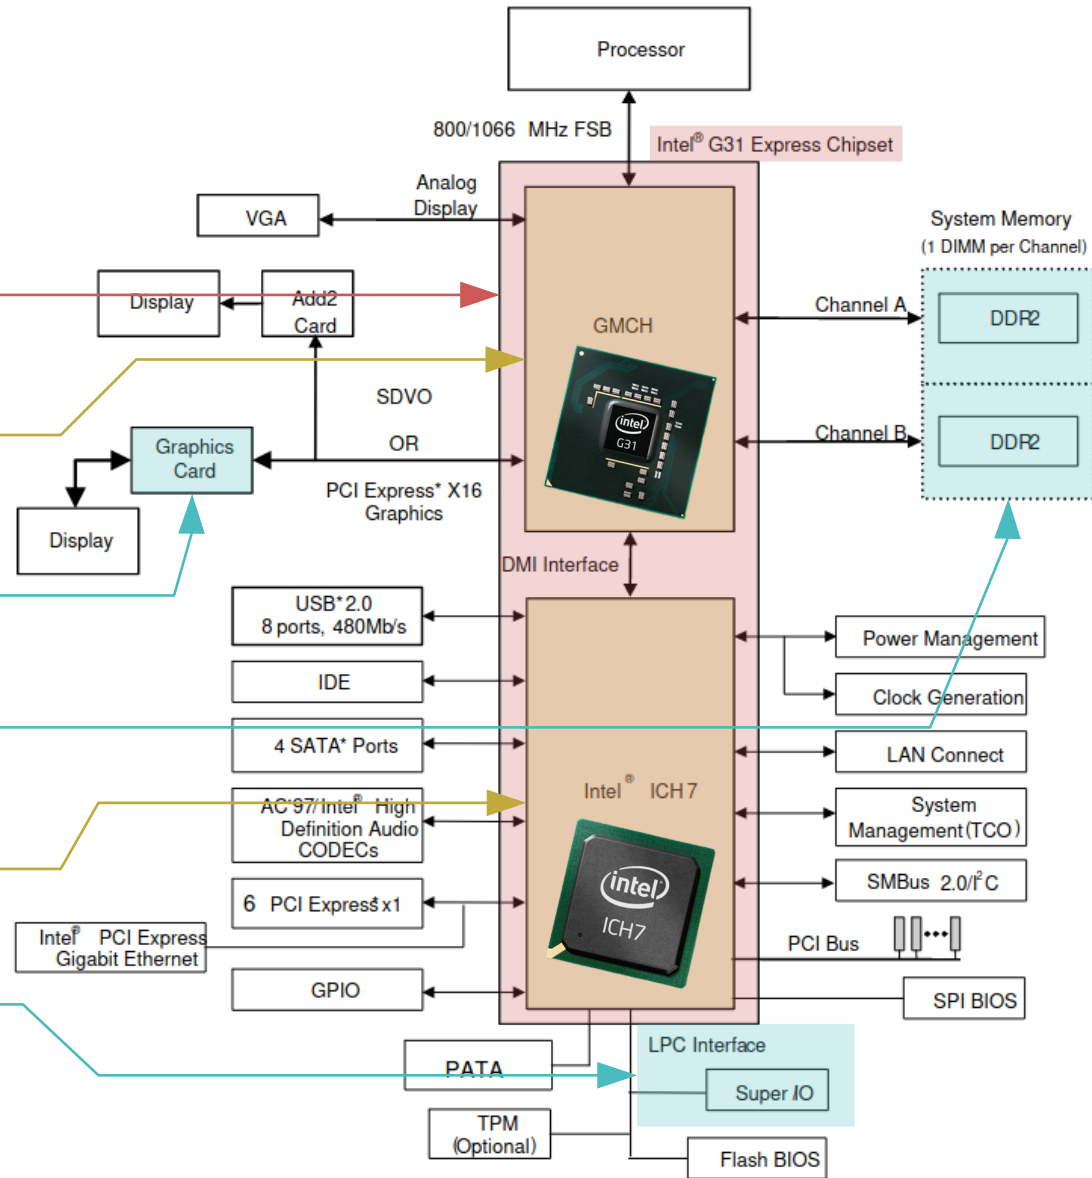 Processor
800/1066 MHz FSB
Intel® G31 Express Chipset
Analog
Display
VGA
System Memory
(1 DIMM per Channel)
Display
Add2
Card
GMCH
Channel A
DDR2
intel
G31
SDVO
OR
PCI Express* X16
Graphics
Graphics
Card
Channel B
DDR2
Display
DMI Interface
USB* 2.0
8 ports, 480Mb/s
IDE
4 SATA* Ports
AC'97/Intel® High
Definition Audio
CODECs
6 PCI Express* x1
Intel® PCI Express
Gigabit Ethernet
GPIO
Intel® ICH7
intel
ICH7
Power Management
Clock Generation
LAN Connect
System
Management (TCO)
SMBus 2.0/I²C
PCI Bus
SPI BIOS
PATA
LPC Interface
Super I/O
TPM
(Optional)
Flash BIOS